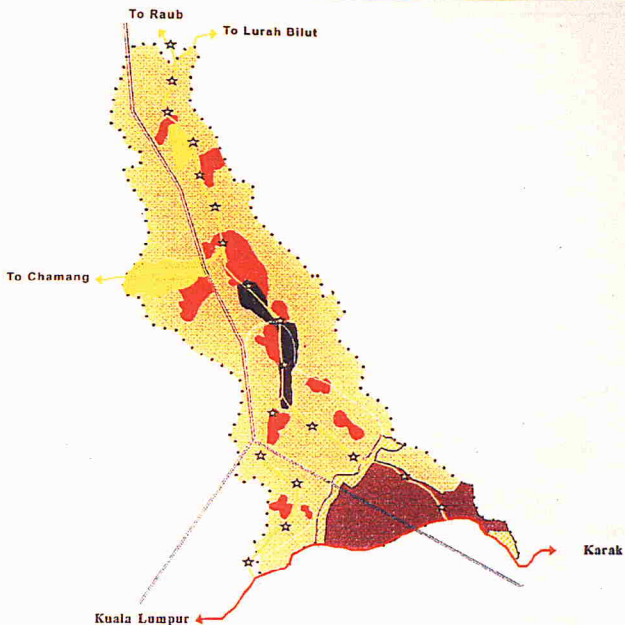 To Raub
To Lurah Bilut
To Chamang
Karak
Kuala Lumpur